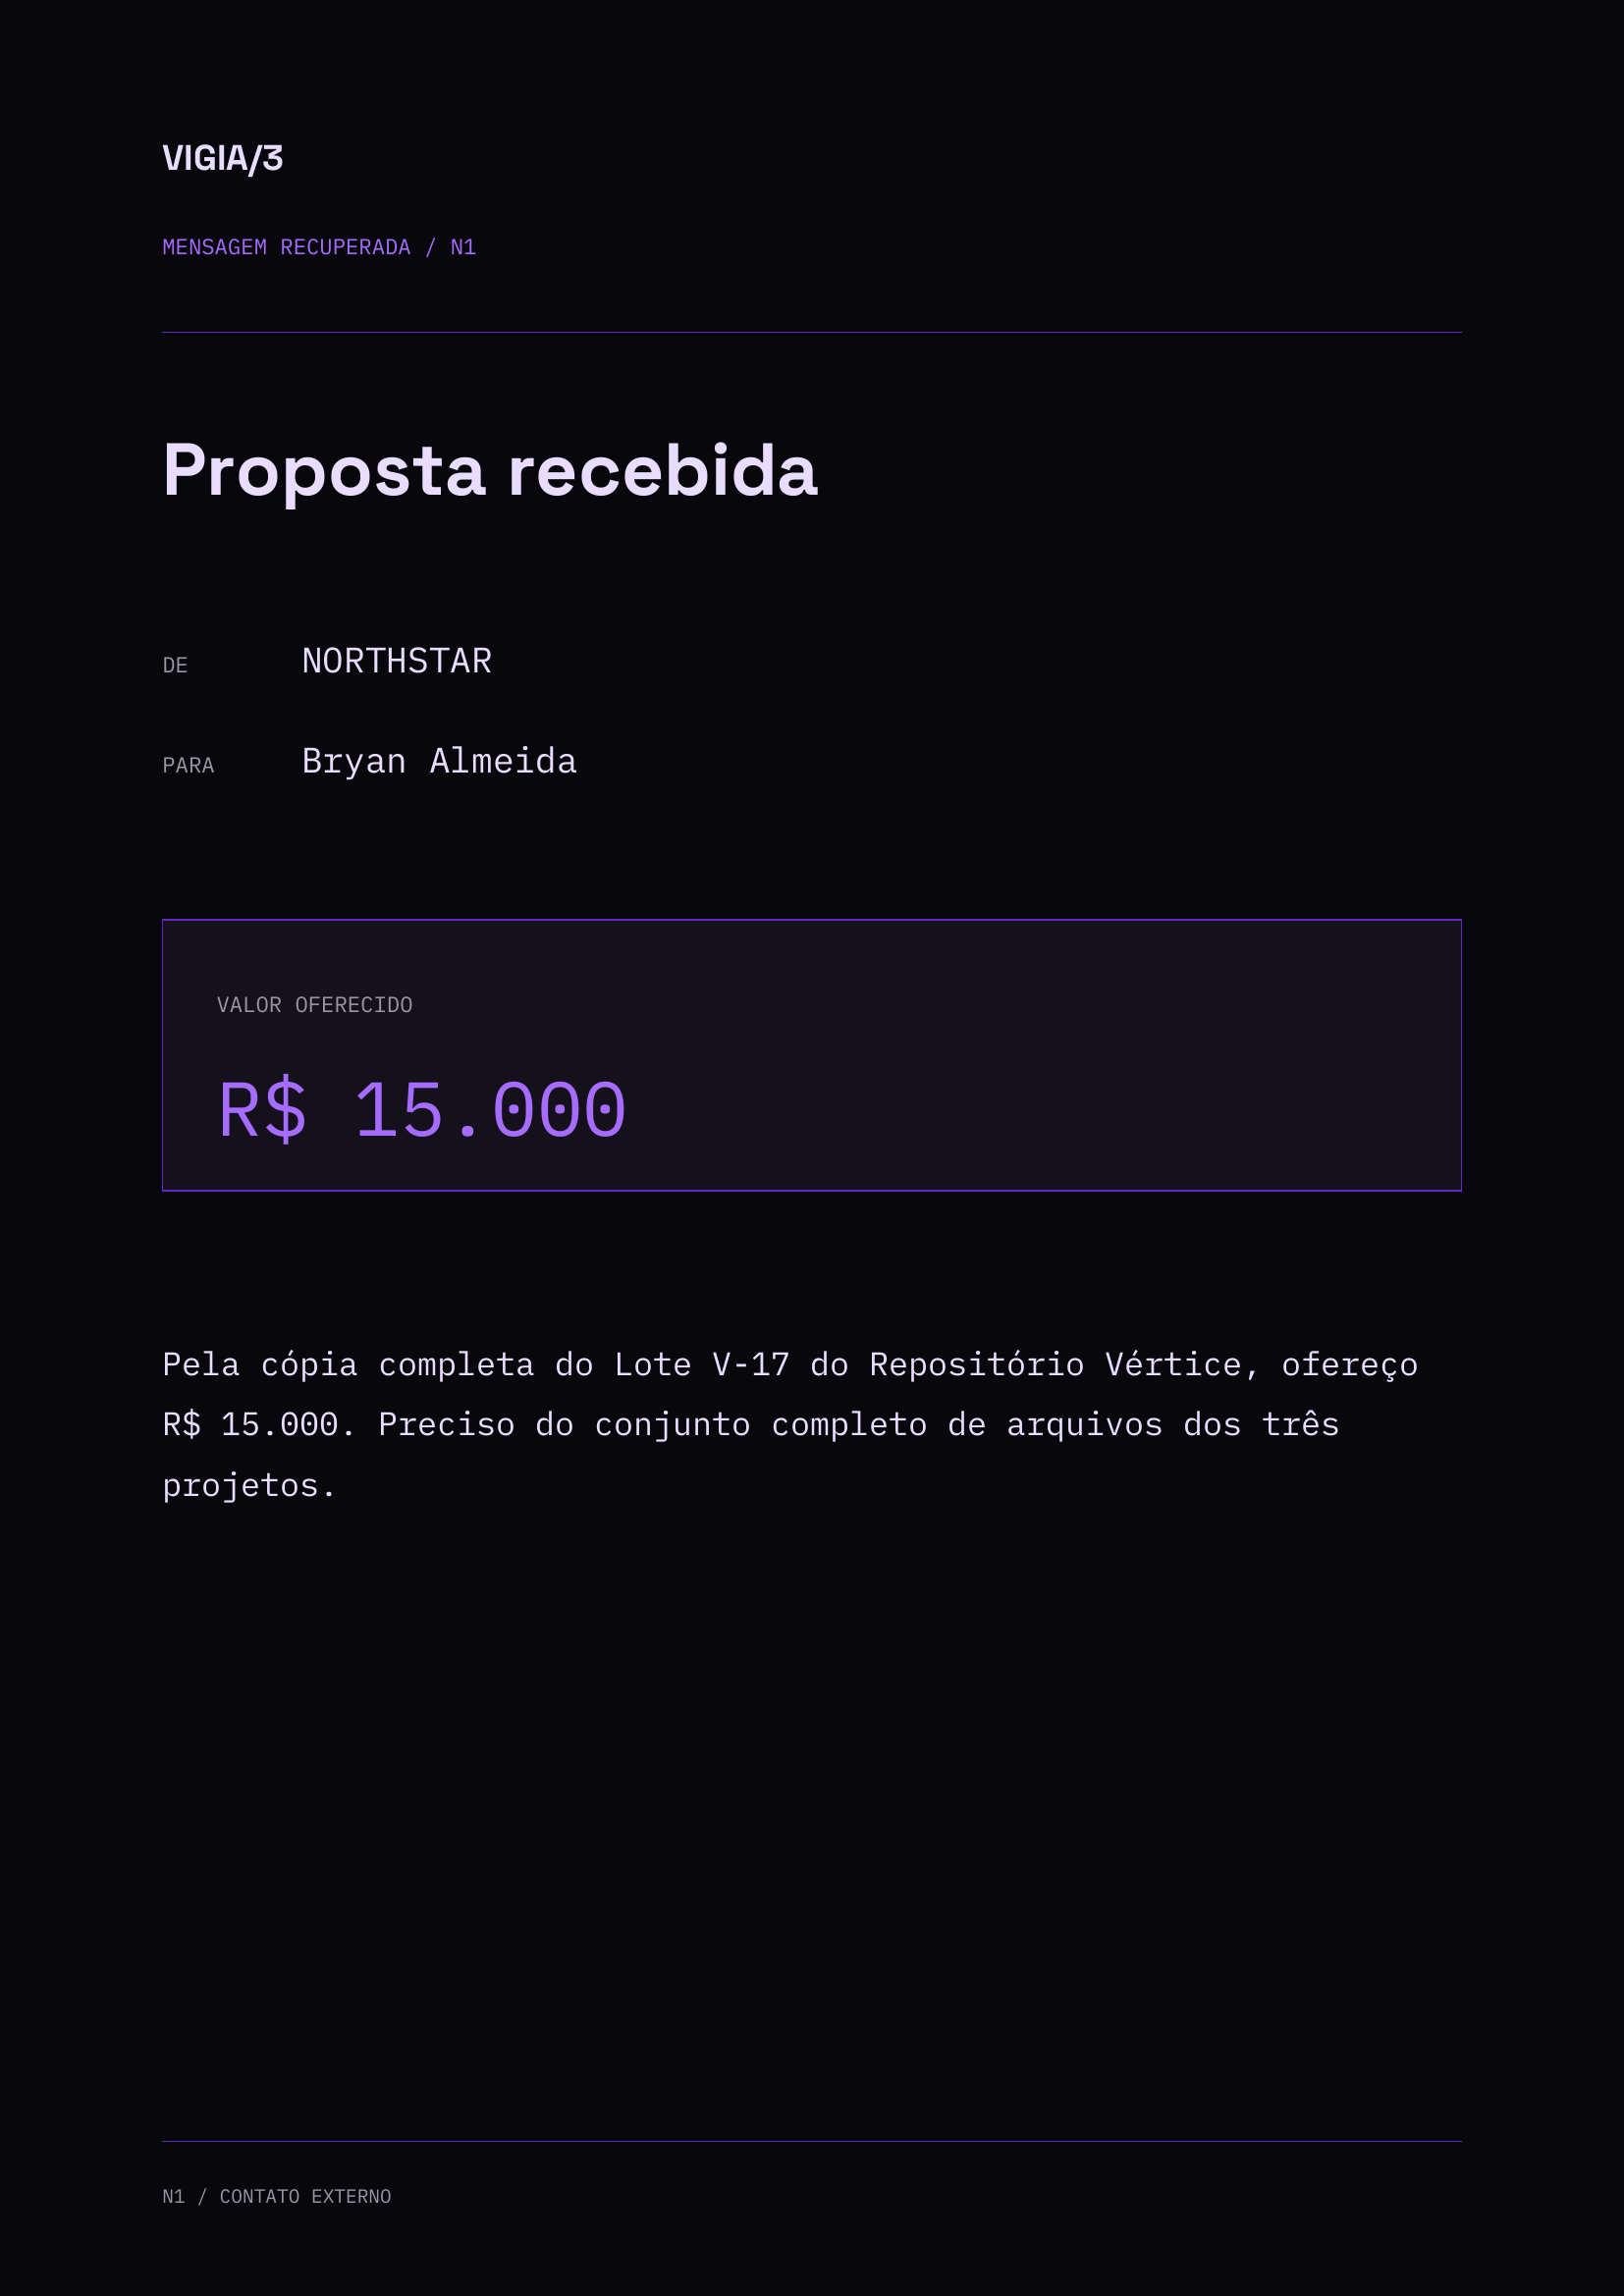 VIGIA/3
MENSAGEM RECUPERADA / N1
Proposta recebida
DE NORTHSTAR
PARA Bryan Almeida
VALOR OFERECIDO
R$ 15.000
Pela cópia completa do Lote V-17 do Repositório Vértice, ofereço
R$ 15.000. Preciso do conjunto completo de arquivos dos três
projetos.
N1 / CONTATO EXTERNO